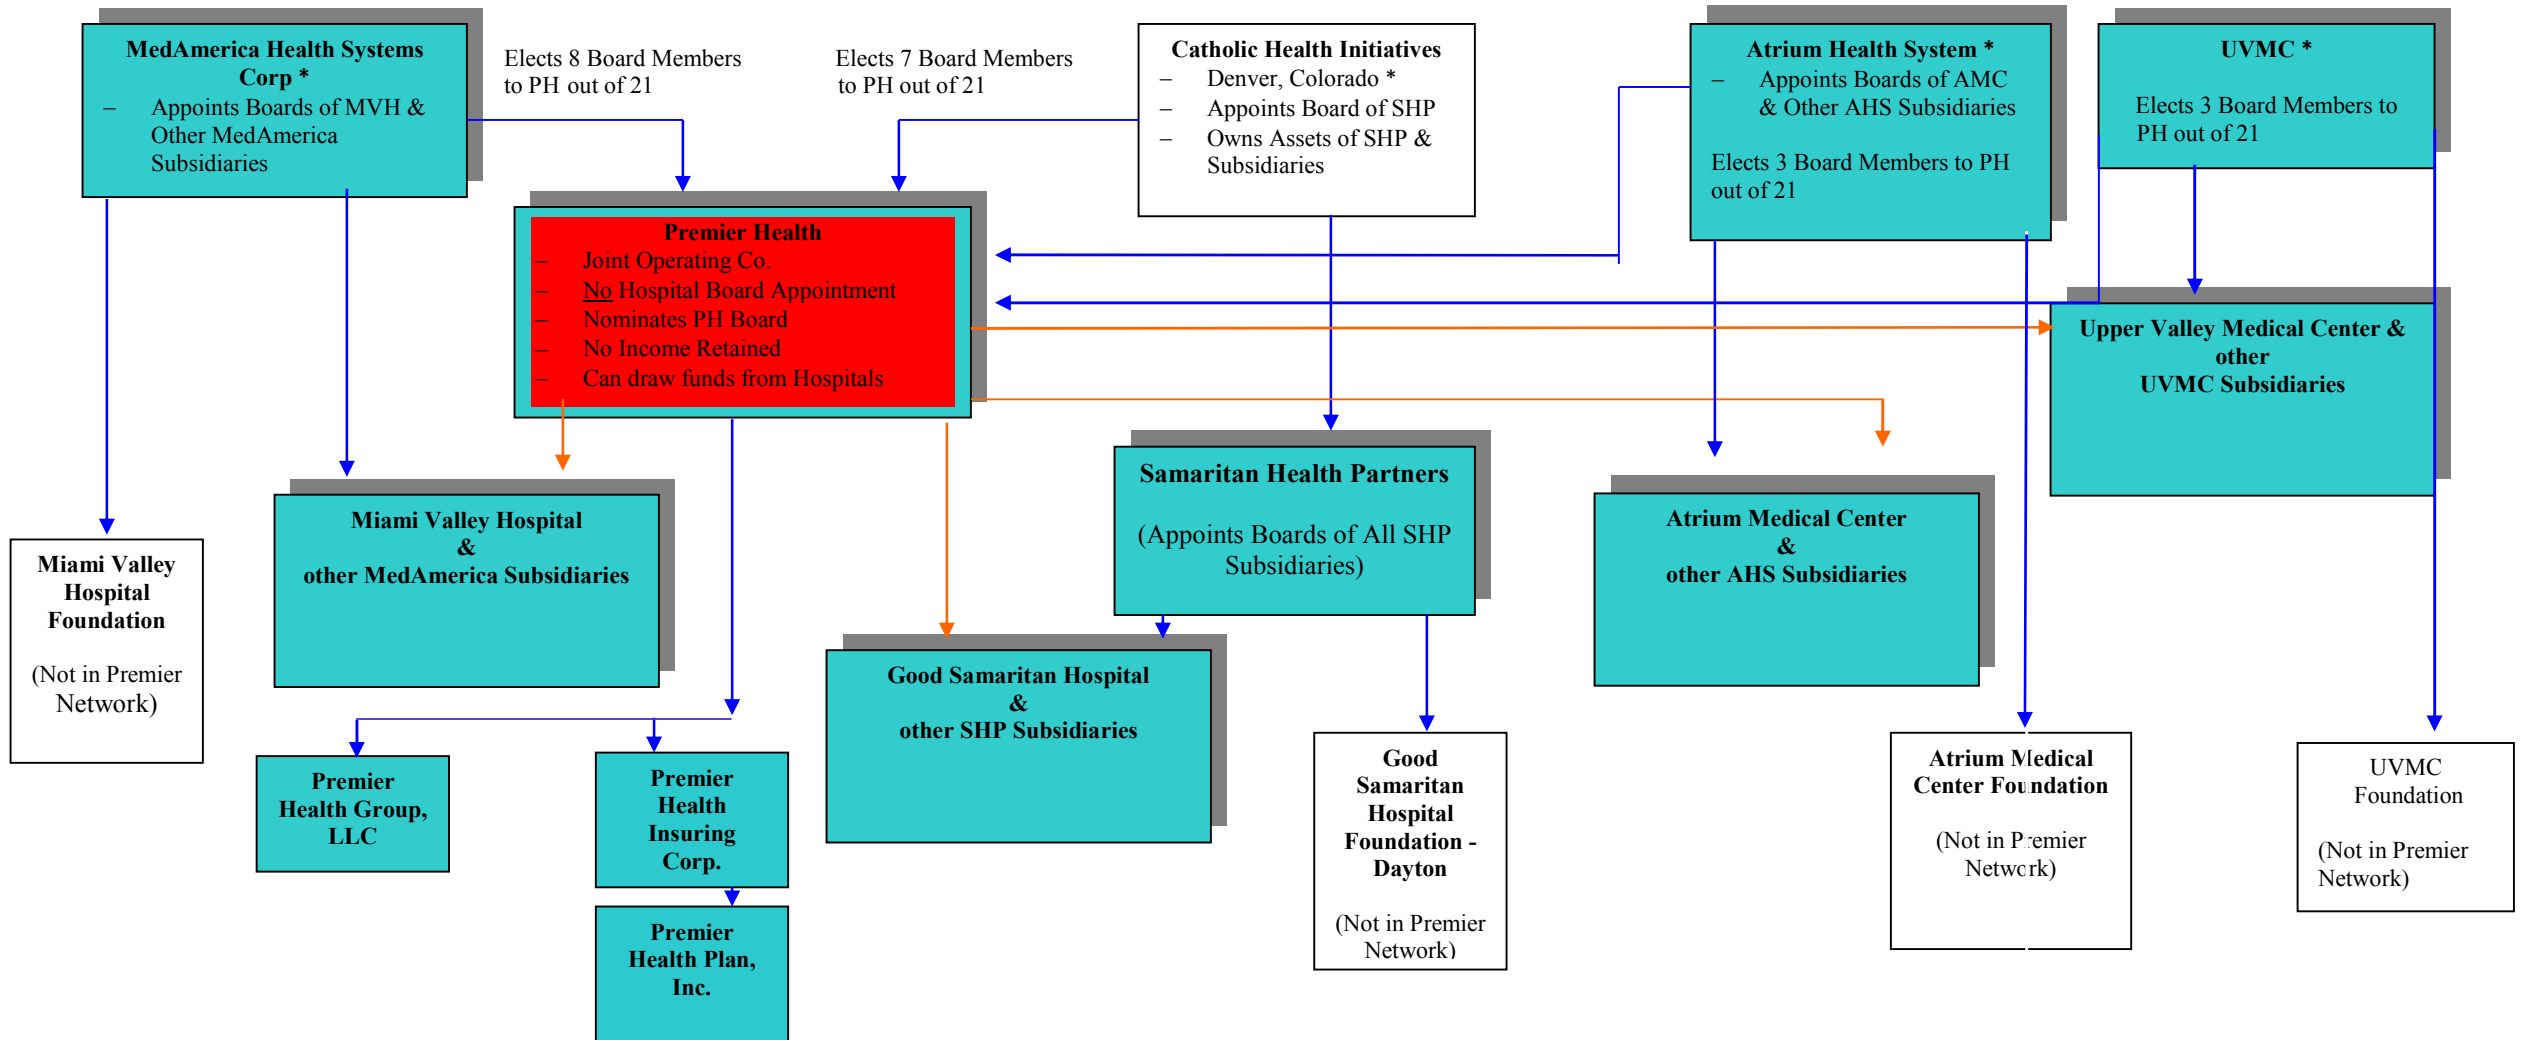 MedAmerica Health Systems
Corp *
– Appoints Boards of MVH &
Other MedAmerica
Subsidiaries
Elects 8 Board Members
to PH out of 21
Elects 7 Board Members
to PH out of 21
Catholic Health Initiatives
– Denver, Colorado *
– Appoints Board of SHP
– Owns Assets of SHP &
Subsidiaries
Atrium Health System *
– Appoints Boards of AMC
& Other AHS Subsidiaries
Elects 3 Board Members to PH
out of 21
UVMC *
Elects 3 Board Members to
PH out of 21
Premier Health
– Joint Operating Co.
– No Hospital Board Appointment
– Nominates PH Board
– No Income Retained
– Can draw funds from Hospitals
Upper Valley Medical Center &
other
UVMC Subsidiaries
Miami Valley
Hospital
Foundation
(Not in Premier
Network)
Miami Valley Hospital
&
other MedAmerica Subsidiaries
Samaritan Health Partners
(Appoints Boards of All SHP
Subsidiaries)
Atrium Medical Center
&
other AHS Subsidiaries
Good Samaritan Hospital
&
other SHP Subsidiaries
Premier
Health Group,
LLC
Premier
Health
Insuring
Corp.
Premier
Health Plan,
Inc.
Good
Samaritan
Hospital
Foundation -
Dayton
(Not in Premier
Network)
Atrium Medical
Center Foundation
(Not in Premier
Network)
UVMC
Foundation
(Not in Premier
Network)